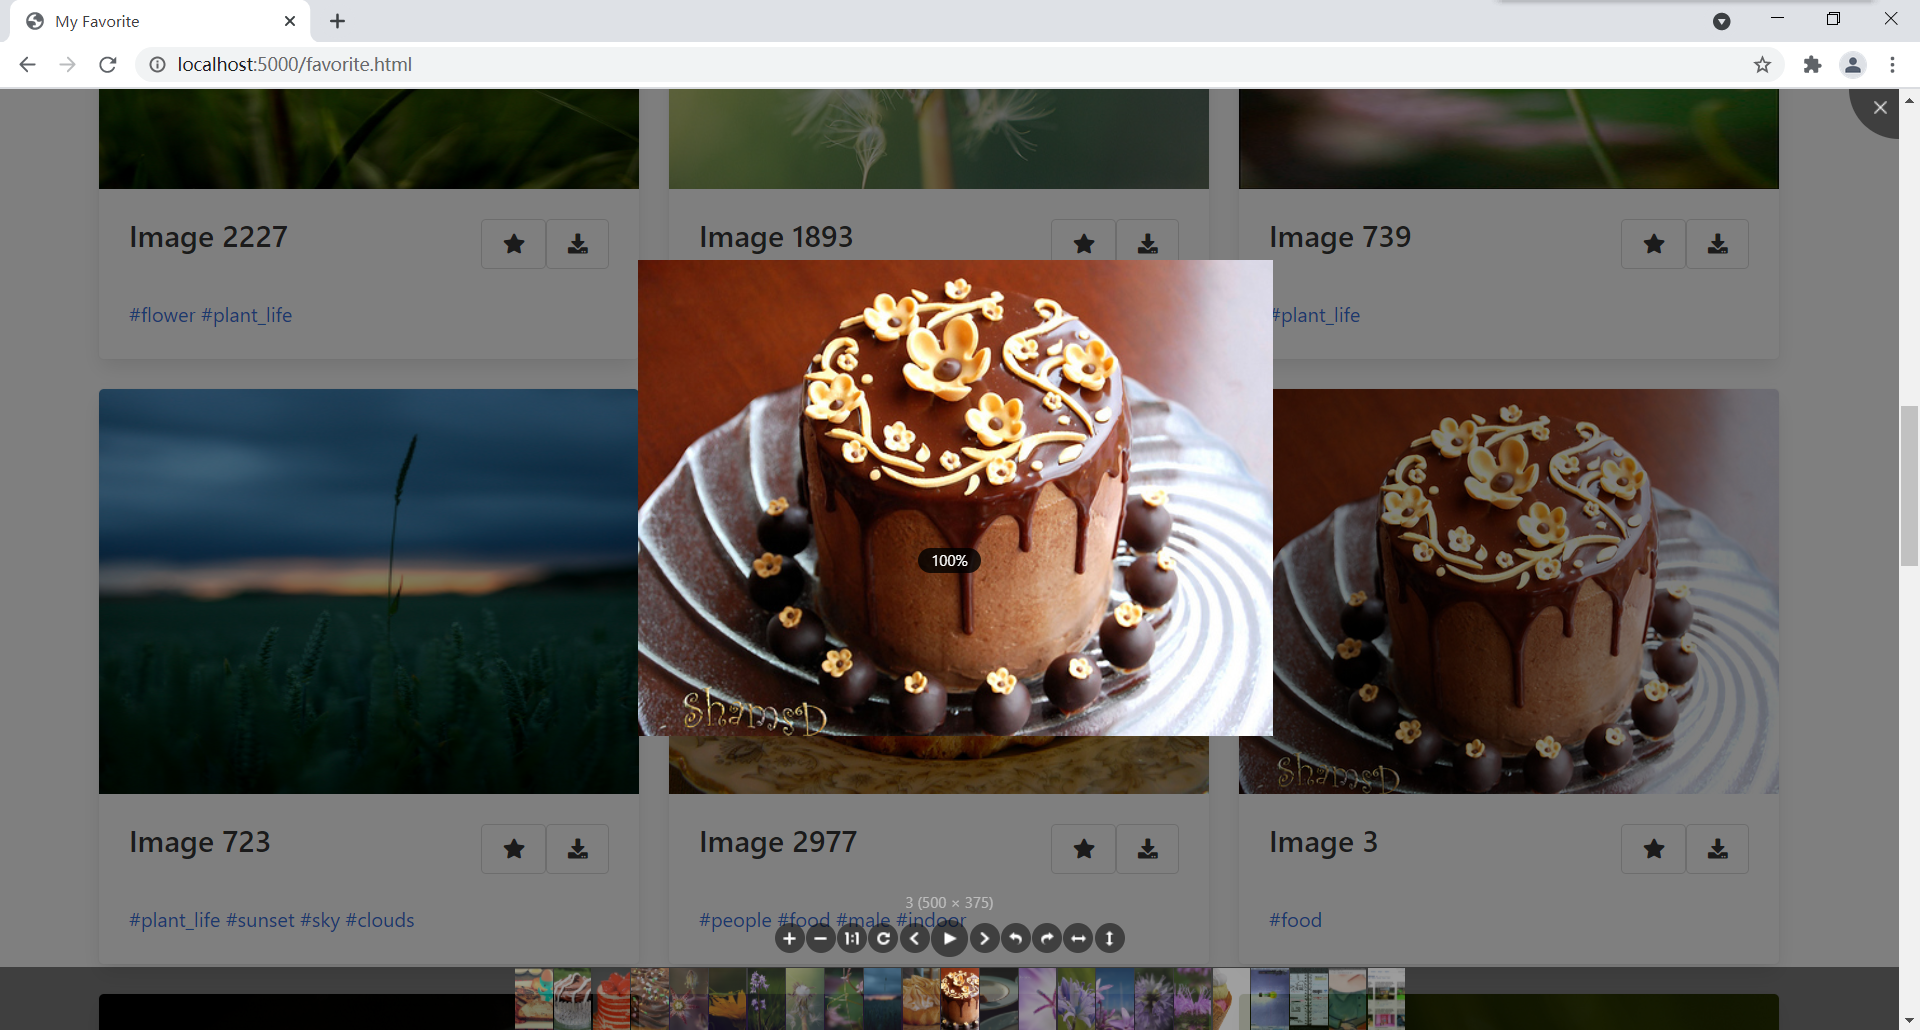 My Favorite
localhost:5000/favorite.html
Image 2227
Image 1893
Image 739
#flower #plant_life
#plant_life
100%
ShamsD
ShamsD
Image 723
Image 2977
Image 3
#plant_life #sunset #sky #clouds
#people #food #male #indoor
#food
3 (500 × 375)
1:1